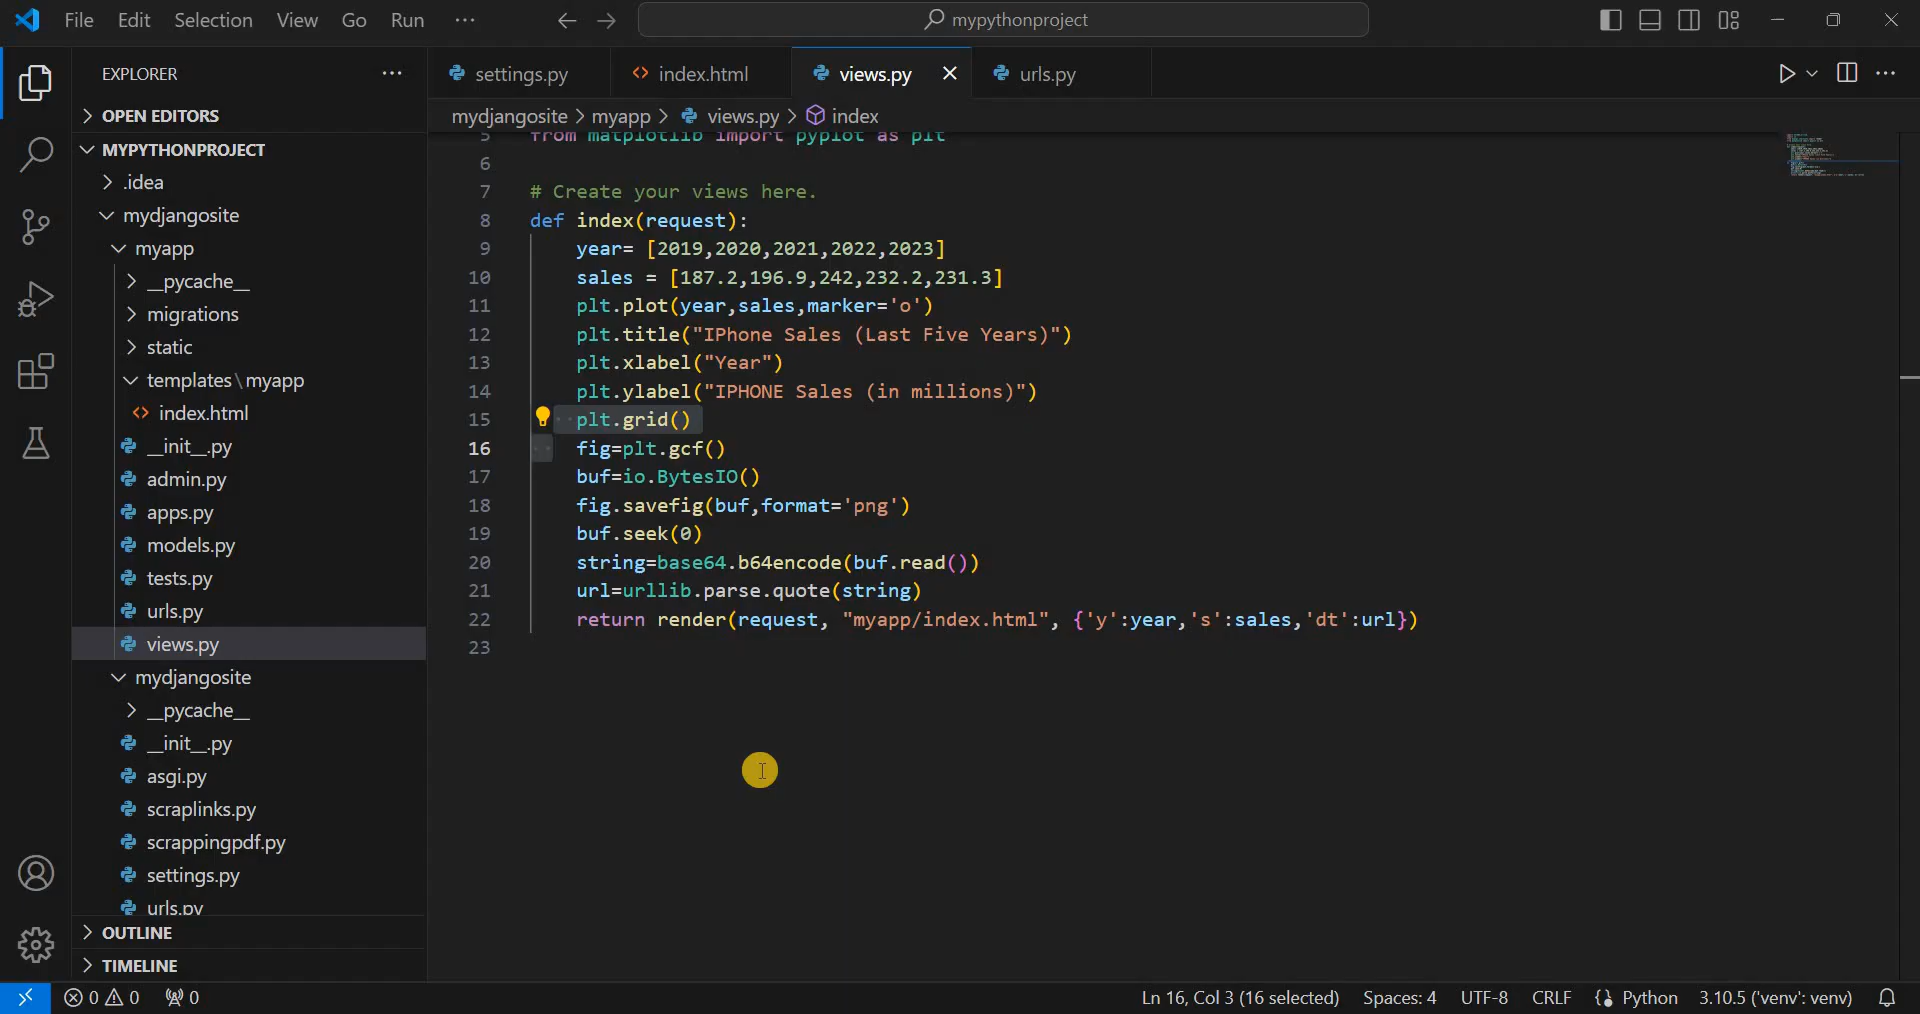 File Edit Selection View Go Run ··· mypythonproject
EXPLORER ···
OPEN EDITORS
MYPYTHONPROJECT
.idea
mydjangosite
myapp
__pycache__
migrations
static
templates\myapp
index.html
__init__.py
admin.py
apps.py
models.py
tests.py
urls.py
views.py
mydjangosite
__pycache__
__init__.py
asgi.py
scraplinks.py
scrappingpdf.py
settings.py
urls.py
OUTLINE
TIMELINE
settings.py index.html views.py urls.py
mydjangosite > myapp > views.py > index
5 from matplotlib import pyplot as plt
6
7 # Create your views here.
8 def index(request):
9 year= [2019,2020,2021,2022,2023]
10 sales = [187.2,196.9,242,232.2,231.3]
11 plt.plot(year,sales,marker='o')
12 plt.title("IPhone Sales (Last Five Years)")
13 plt.xlabel("Year")
14 plt.ylabel("IPHONE Sales (in millions)")
15 plt.grid()
16 fig=plt.gcf()
17 buf=io.BytesIO()
18 fig.savefig(buf,format='png')
19 buf.seek(0)
20 string=base64.b64encode(buf.read())
21 url=urllib.parse.quote(string)
22 return render(request, "myapp/index.html", {'y':year,'s':sales,'dt':url})
23
0 0 0 Ln 16, Col 3 (16 selected) Spaces: 4 UTF-8 CRLF Python 3.10.5 ('venv': venv)